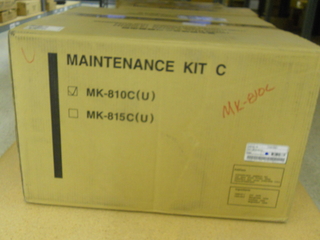 MAINTENANCE KIT C
☑ MK-810C(U)
MK-810C
☐ MK-815C(U)